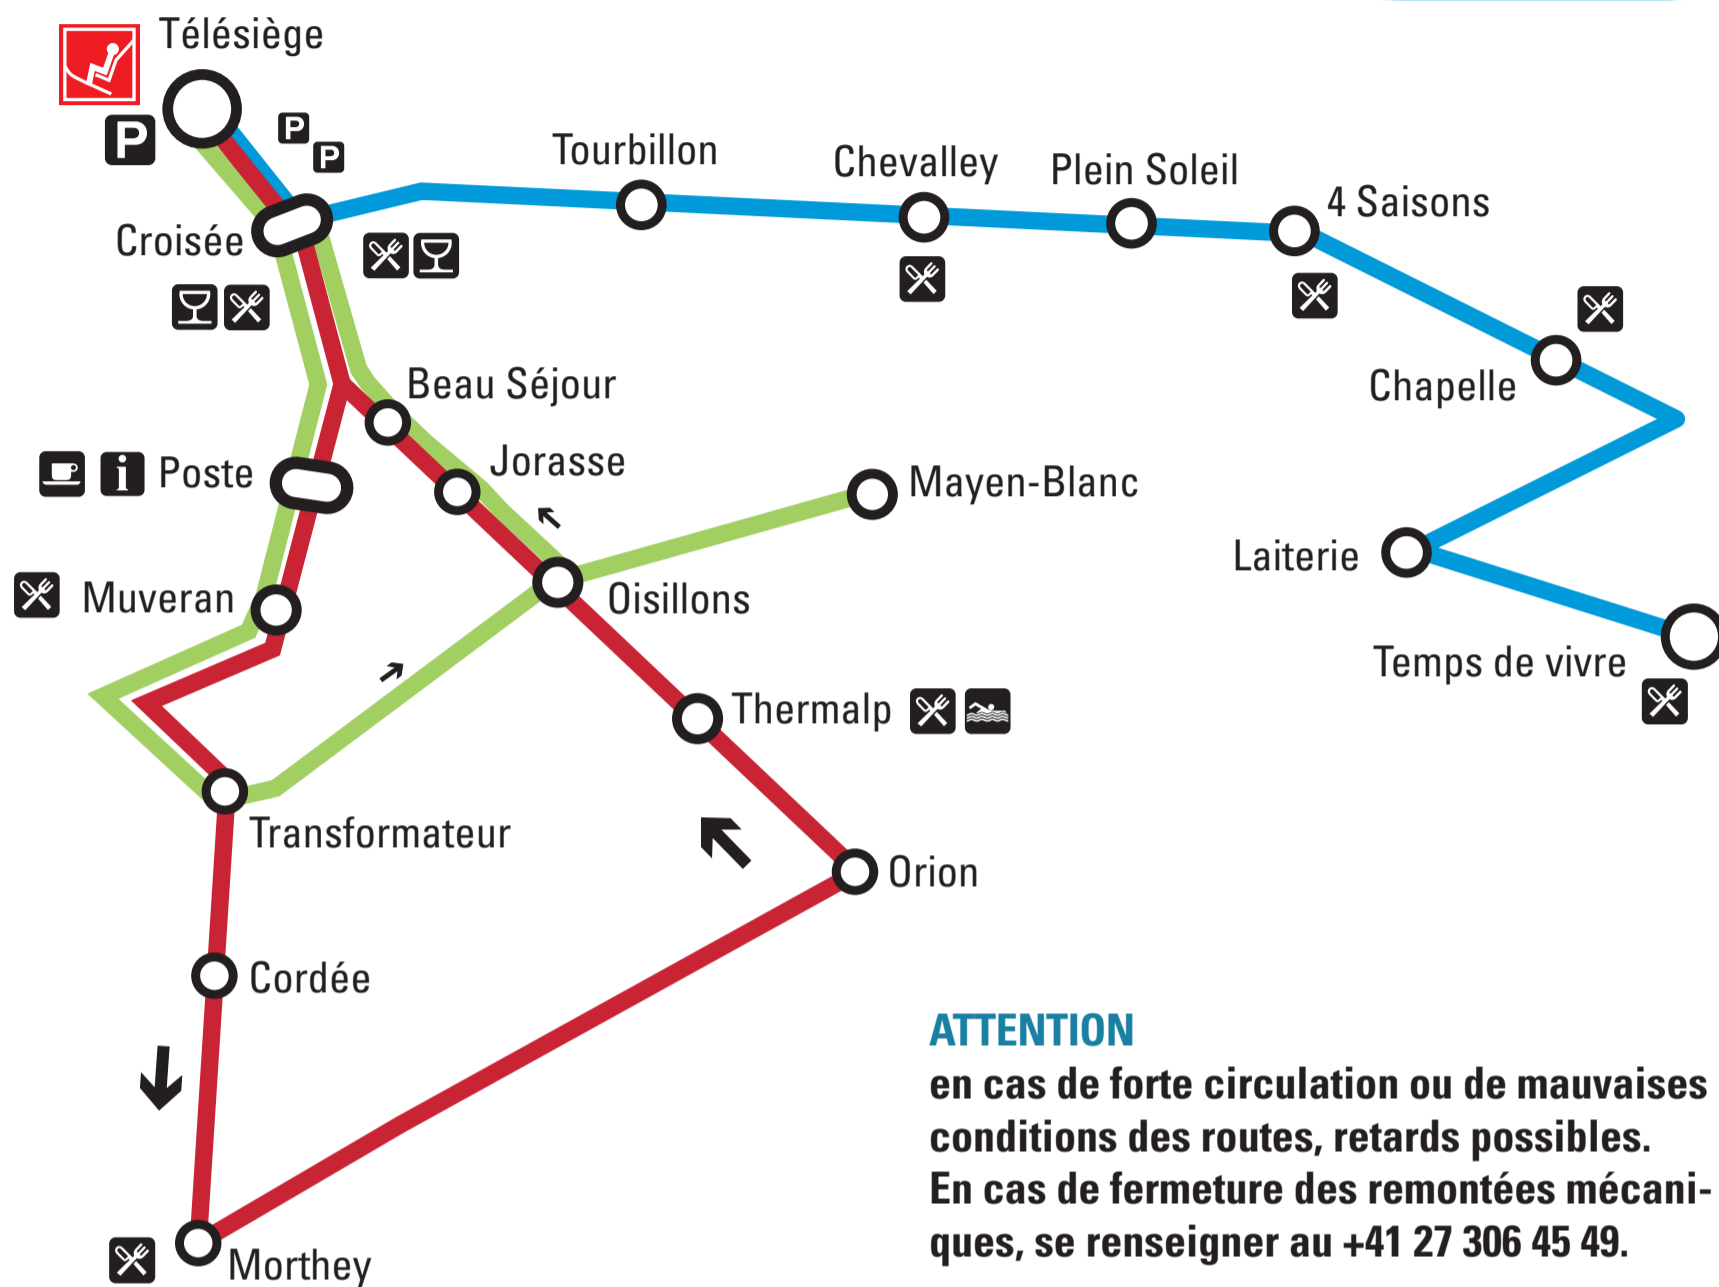 Télésiège
P
P
P
Croisée
Tourbillon
Chevalley
Plein Soleil
4 Saisons
Chapelle
Beau Séjour
Jorasse
i Poste
Mayen-Blanc
Laiterie
Muveran
Oisillons
Temps de vivre
Thermalp
Transformateur
Orion
Cordée
Morthey
ATTENTION
en cas de forte circulation ou de mauvaises
conditions des routes, retards possibles.
En cas de fermeture des remontées mécani-
ques, se renseigner au +41 27 306 45 49.